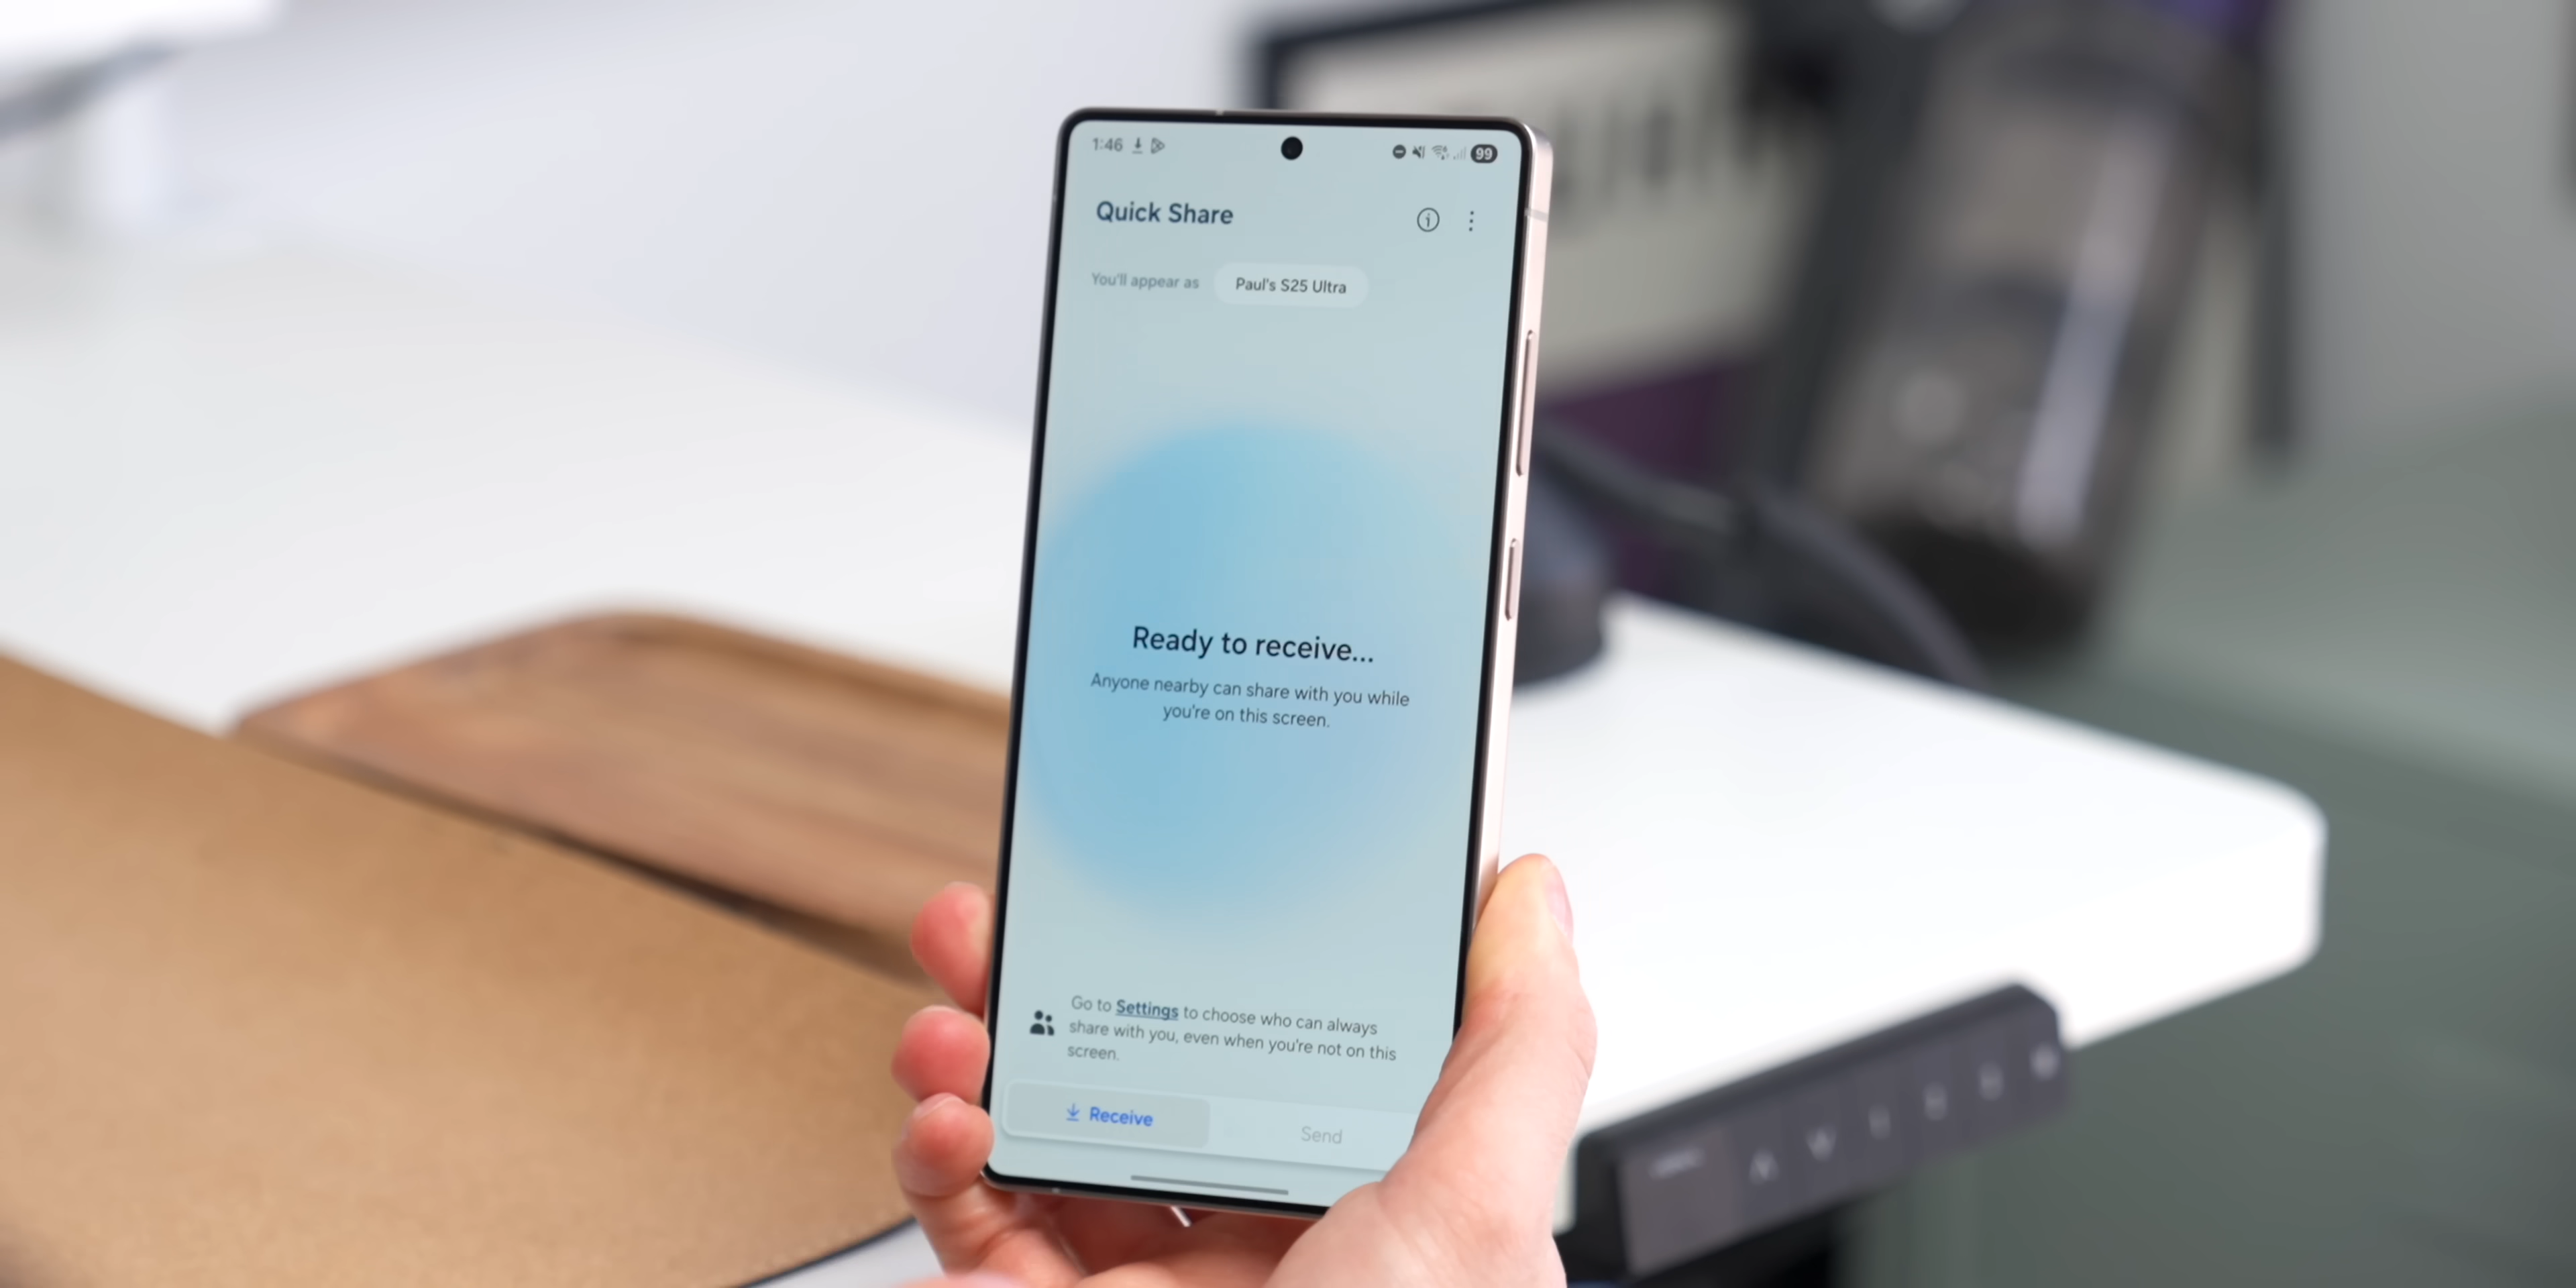 1:46
99
Quick Share
You'll appear as Paul's S25 Ultra
Ready to receive...
Anyone nearby can share with you while
you're on this screen.
Go to Settings to choose who can always
share with you, even when you're not on this
screen.
Receive Send